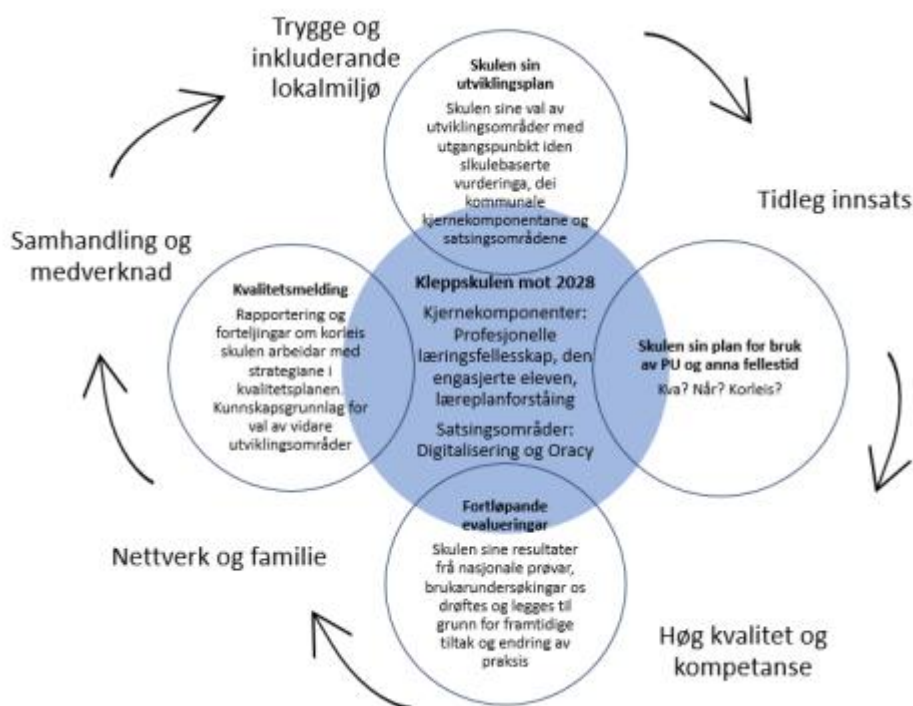 Trygge og
inkluderande
lokalmiljø
Skulen sin
utviklingsplan
Skulen sine val av
utviklingsområder med
utgangspunbkt iden
slkulebaserte
vurderinga, dei
kommunale
kjernekomponentane og
satsingsområdene
Tidleg innsats
Samhandling og
medverknad
Kvalitetsmelding
Rapportering og
forteljingar om korleis
skulen arbeidar med
strategiane i
kvalitetsplanen.
Kunnskapsgrunnlag for
val av vidare
utviklingsområder
Kleppskulen mot 2028
Kjernekomponenter:
Profesjonelle
læringsfellesskap, den
engasjerte eleven,
læreplanforståing
Satsingsområder:
Digitalisering og Oracy
Skulen sin plan for bruk
av PU og anna fellestid
Kva? Når? Korleis?
Fortløpande
evalueringar
Skulen sine resultater
frå nasjonale prøvar,
brukarundersøkingar os
drøftes og legges til
grunn for framtidige
tiltak og endring av
praksis
Nettverk og familie
Høg kvalitet og
kompetanse